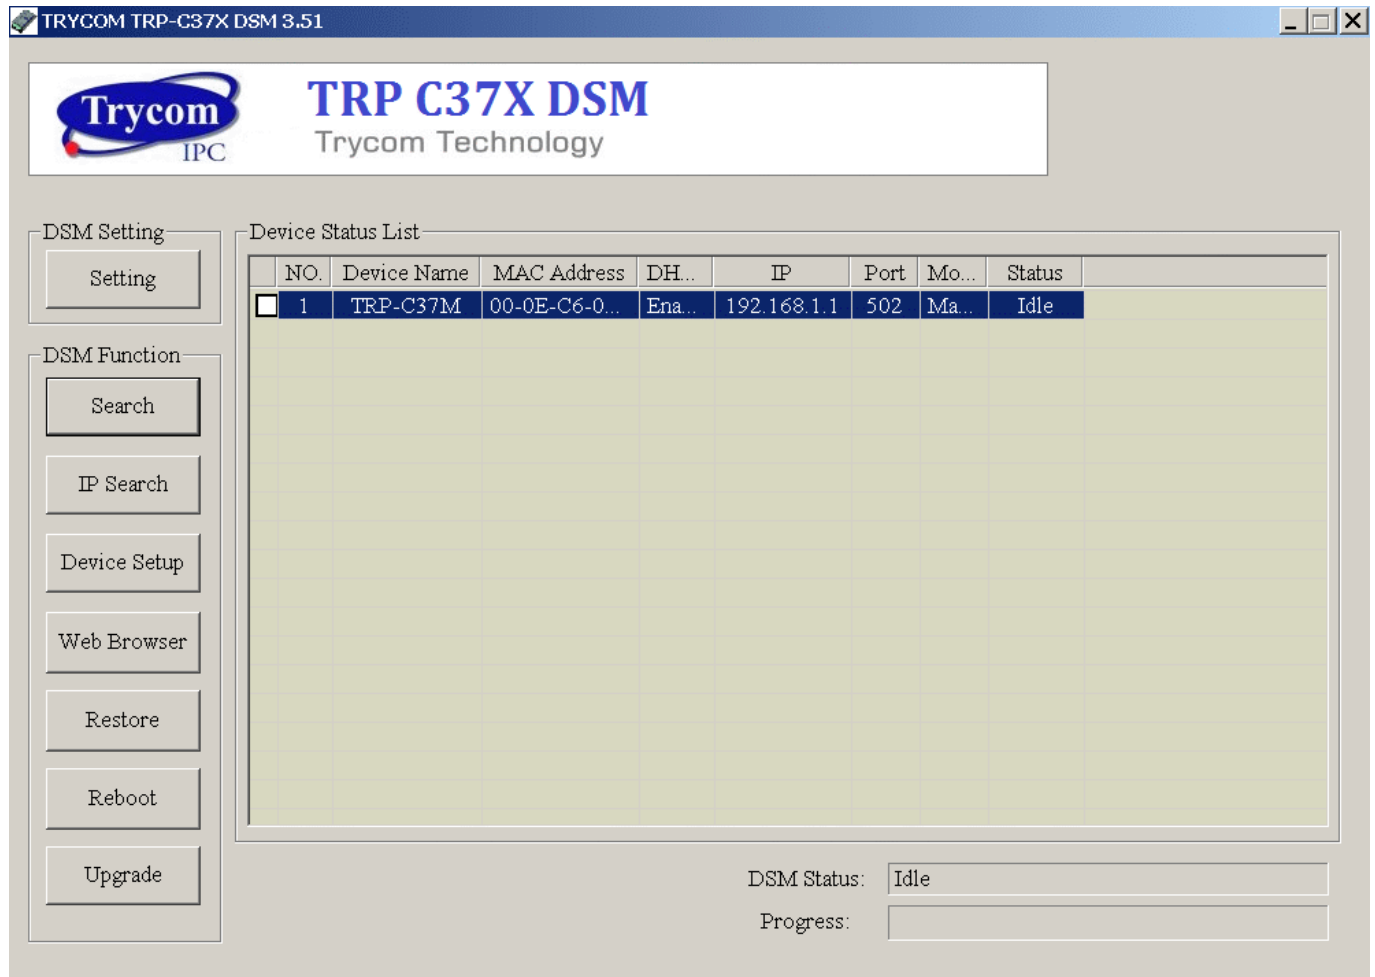 TRYCOM TRP-C37X DSM 3.51
Trycom
IPC
TRP C37X DSM
Trycom Technology
DSM Setting
Setting
DSM Function
Search
IP Search
Device Setup
Web Browser
Restore
Reboot
Upgrade
Device Status List
NO. Device Name MAC Address DH... IP Port Mo... Status
1 TRP-C37M 00-0E-C6-0... Ena... 192.168.1.1 502 Ma... Idle
DSM Status: Idle
Progress: